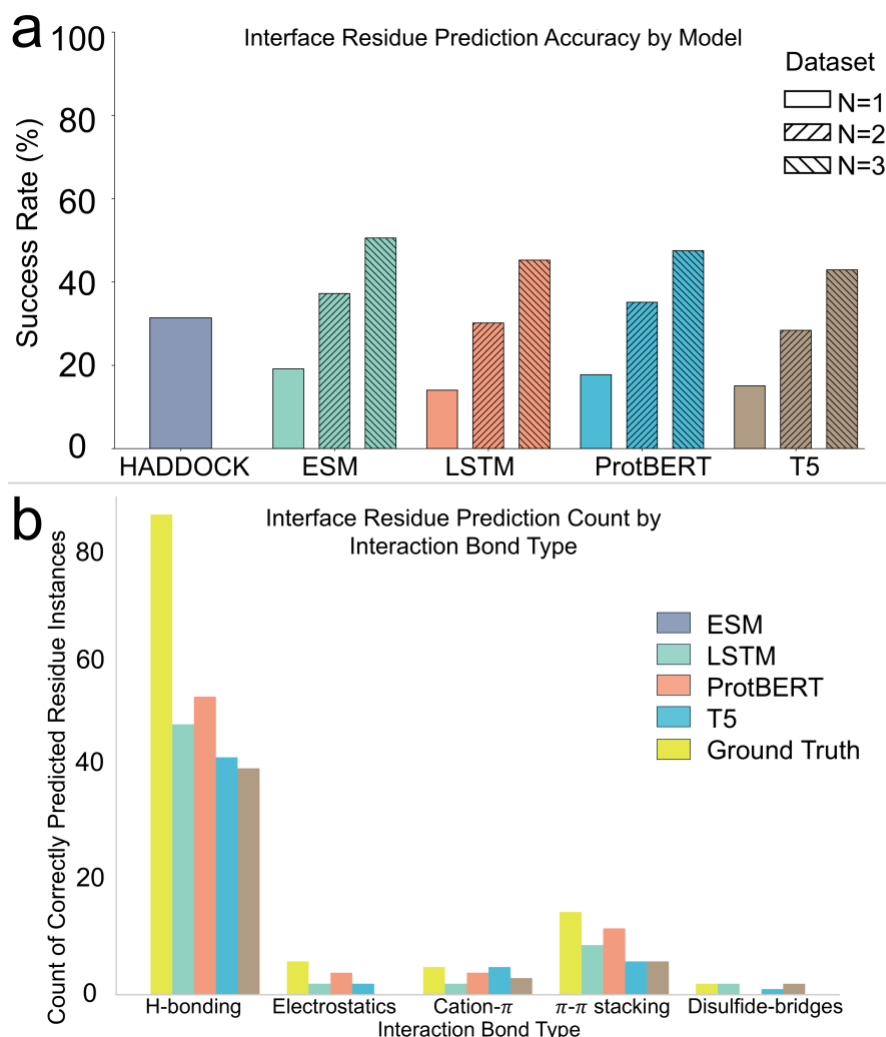 a
Interface Residue Prediction Accuracy by Model
Success Rate (%)
100
80
60
40
20
0
Dataset
N=1
N=2
N=3
HADDOCK
ESM
LSTM
ProtBERT
T5
b
Interface Residue Prediction Count by
Interaction Bond Type
Count of Correctly Predicted Residue Instances
80
60
40
20
0
ESM
LSTM
ProtBERT
T5
Ground Truth
H-bonding
Electrostatics
Cation-π
π-π stacking
Disulfide-bridges
Interaction Bond Type